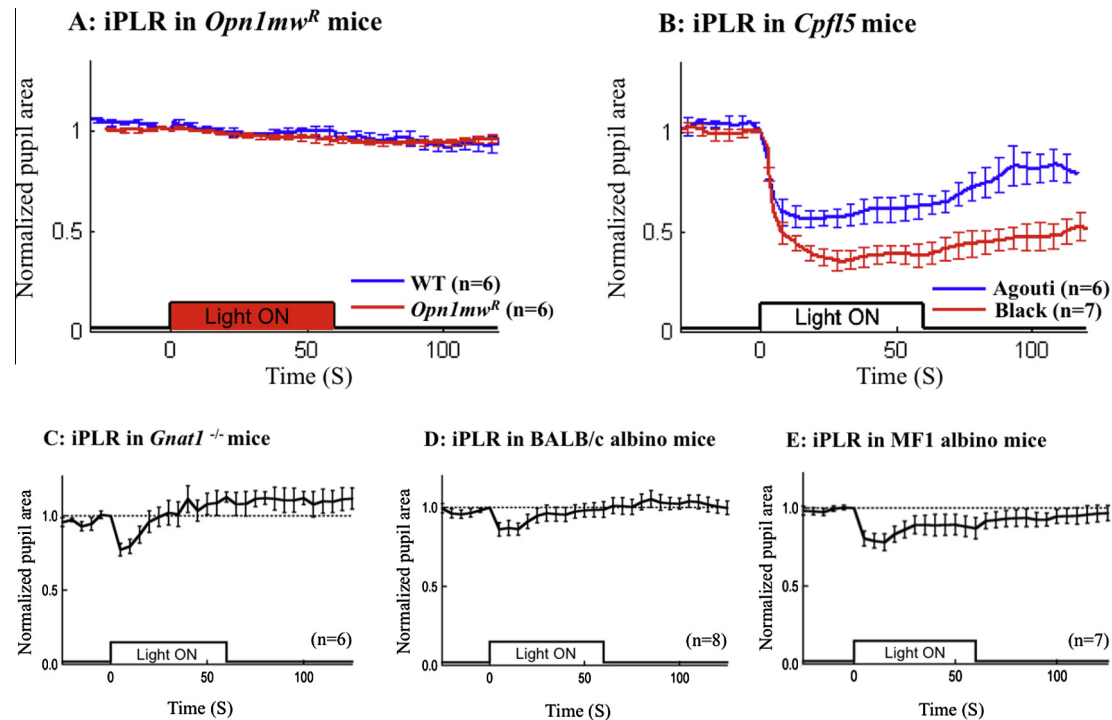 A: iPLR in Opn1mwᴿ mice
Normalized pupil area
1
0.5
0
WT (n=6)
Opn1mwᴿ (n=6)
Light ON
0 50 100
Time (S)
B: iPLR in Cpfl5 mice
Normalized pupil area
1
0.5
0
Agouti (n=6)
Black (n=7)
Light ON
0 50 100
Time (S)
C: iPLR in Gnat1 -/- mice
Normalized pupil area
1.0
0.5
0.0
(n=6)
Light ON
0 50 100
Time (S)
D: iPLR in BALB/c albino mice
Normalized pupil area
1.0
0.5
0.0
(n=8)
Light ON
0 50 100
Time (S)
E: iPLR in MF1 albino mice
Normalized pupil area
1.0
0.5
0.0
(n=7)
Light ON
0 50 100
Time (S)